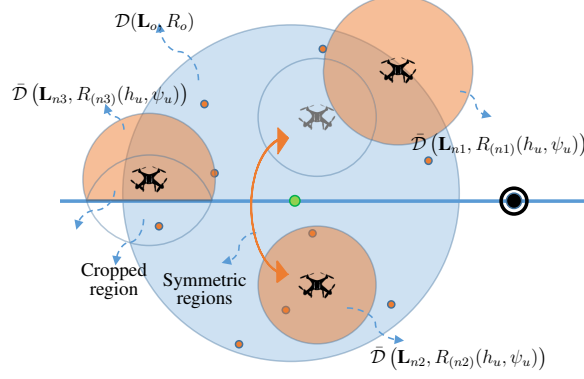 𝒟(L_o, R_o)
𝒟̄ (L_{n3}, R_{(n3)}(h_u, ψ_u))
𝒟̄ (L_{n1}, R_{(n1)}(h_u, ψ_u))
Cropped
region
Symmetric
regions
𝒟̄ (L_{n2}, R_{(n2)}(h_u, ψ_u))